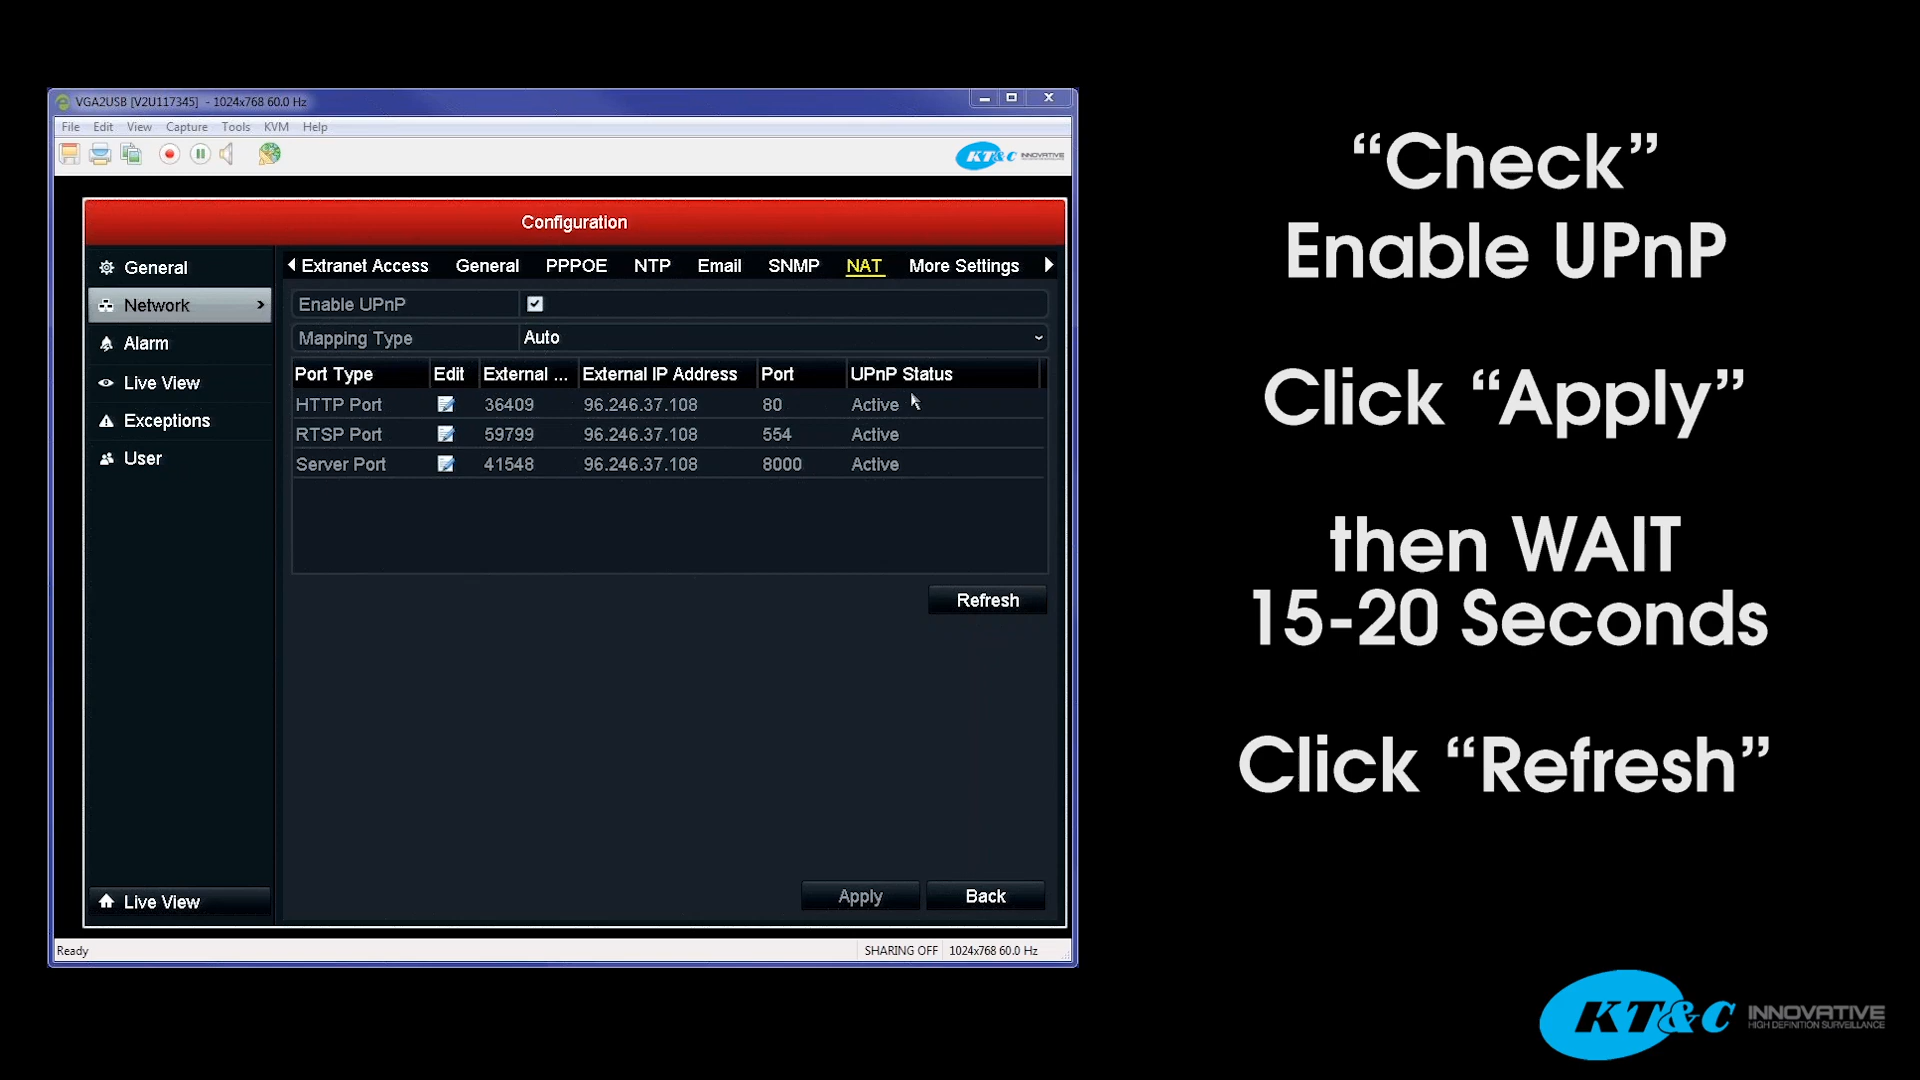 VGA2USB [V2U117345] - 1024x768 60.0 Hz
File Edit View Capture Tools KVM Help
KT&C INNOVATIVE
Configuration
General
Network >
Alarm
Live View
Exceptions
User
Live View
Extranet Access General PPPOE NTP Email SNMP NAT More Settings
Enable UPnP
Mapping Type Auto
Port Type Edit External ... External IP Address Port UPnP Status
HTTP Port 36409 96.246.37.108 80 Active
RTSP Port 59799 96.246.37.108 554 Active
Server Port 41548 96.246.37.108 8000 Active
Refresh
Apply Back
Ready SHARING OFF 1024x768 60.0 Hz
“Check”
Enable UPnP
Click “Apply”
then WAIT
15-20 Seconds
Click “Refresh”
KT&C INNOVATIVE
HIGH DEFINITION SURVEILLANCE